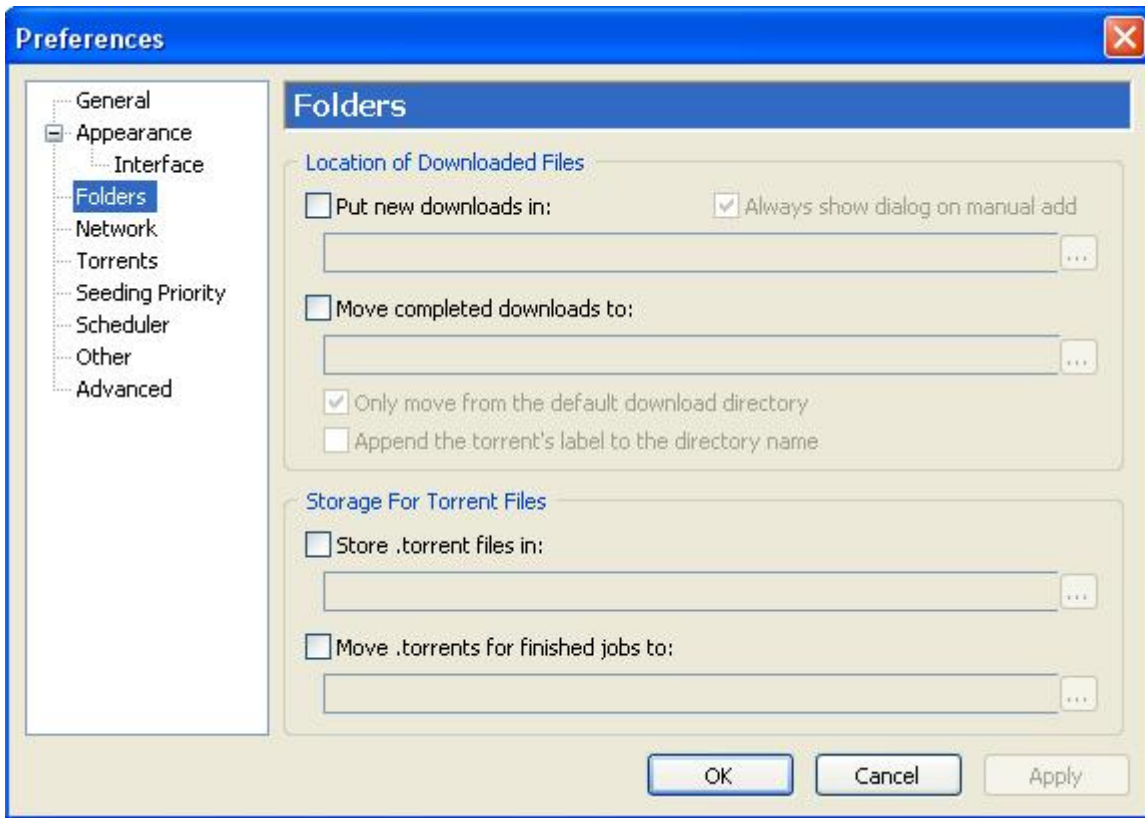 Preferences
General
Appearance
Interface
Folders
Network
Torrents
Seeding Priority
Scheduler
Other
Advanced
Folders
Location of Downloaded Files
Put new downloads in: Always show dialog on manual add
...
Move completed downloads to:
...
Only move from the default download directory
Append the torrent's label to the directory name
Storage For Torrent Files
Store .torrent files in:
...
Move .torrents for finished jobs to:
...
OK Cancel Apply